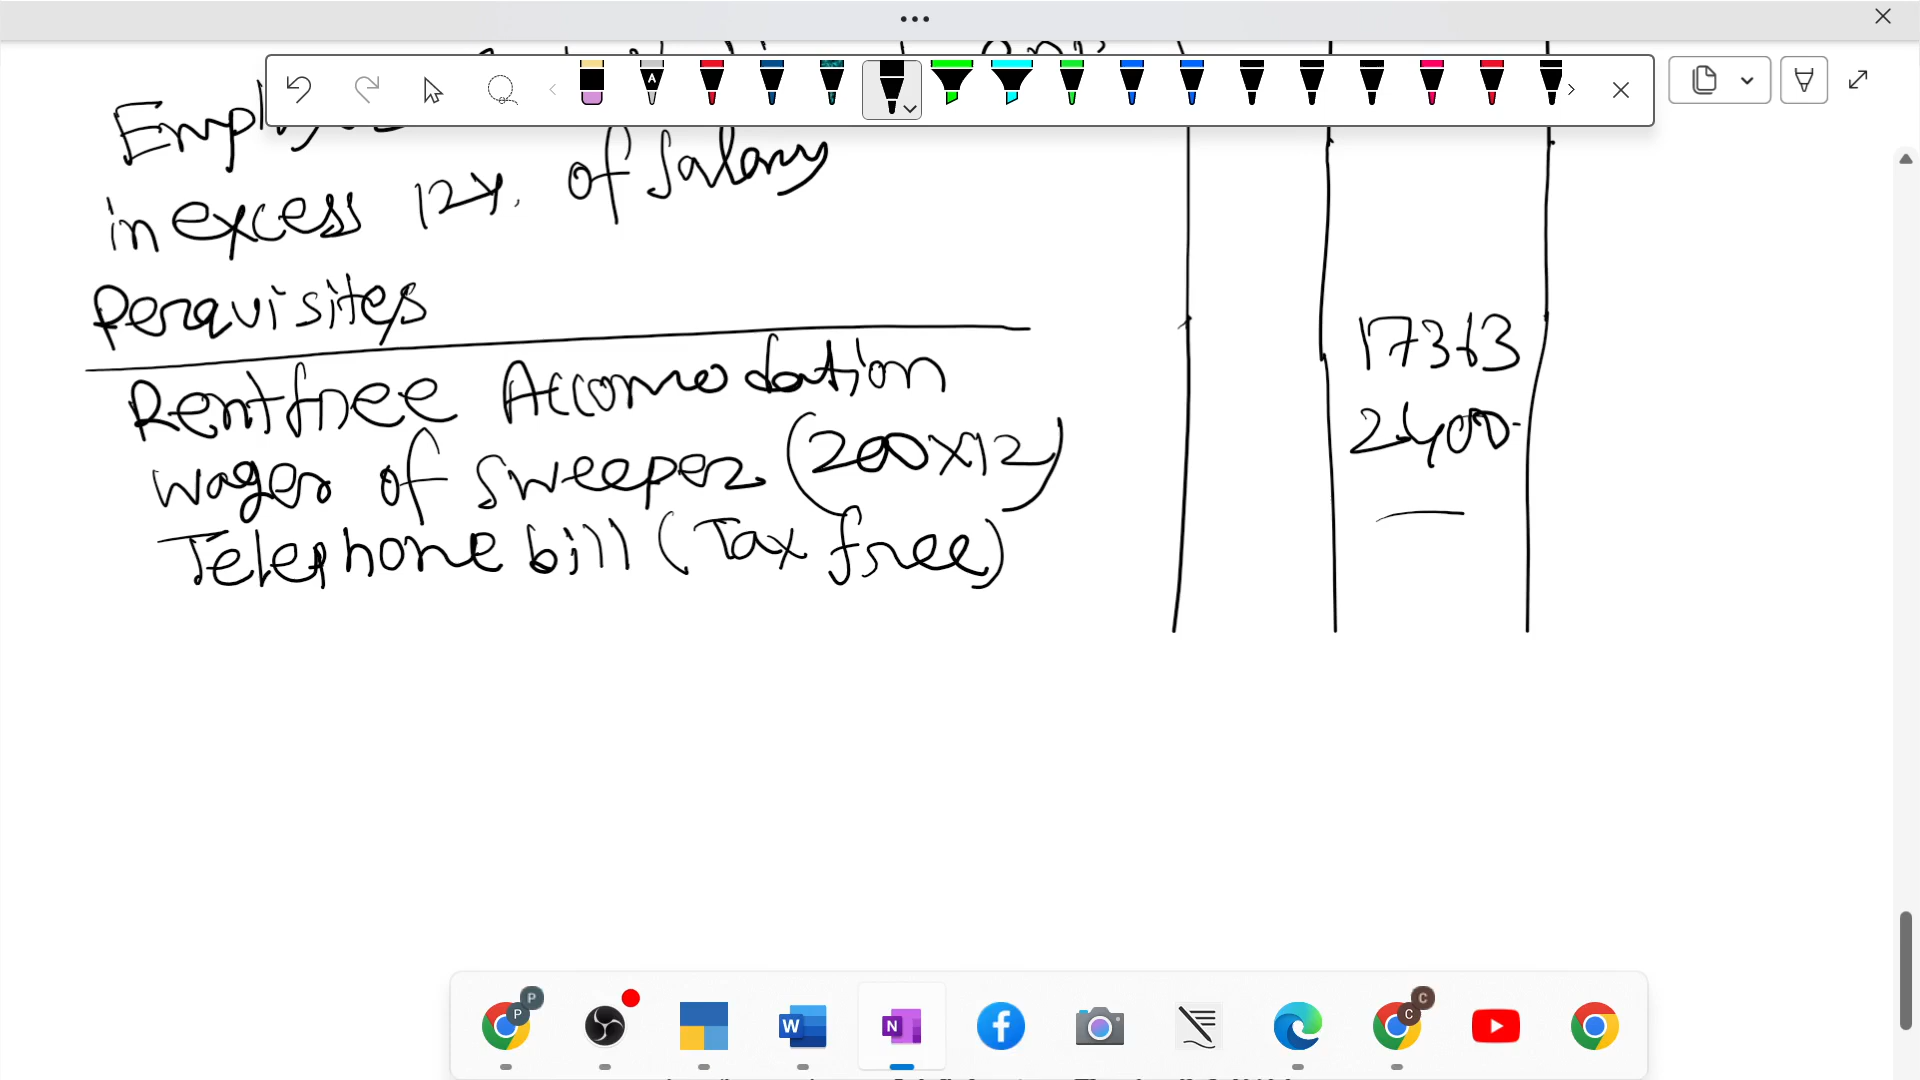 in excess 12%. of Salary
Perquisites
Rentfree Accomodation 17363
wages of sweeper (200x12) 2400
Telephone bill (Tax free) —